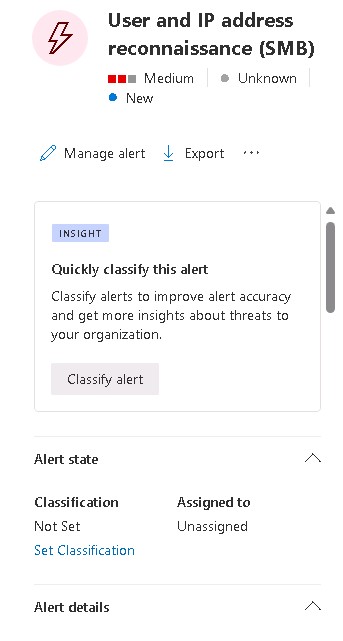 User and IP address
reconnaissance (SMB)
Medium
Unknown
New
Manage alert
Export
INSIGHT
Quickly classify this alert
Classify alerts to improve alert accuracy
and get more insights about threats to
your organization.
Classify alert
Alert state
Classification
Assigned to
Not Set
Unassigned
Set Classification
Alert details